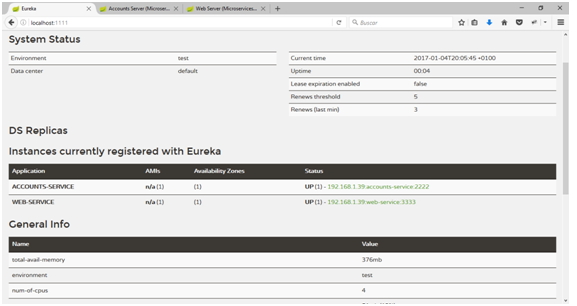 Eureka
Accounts Server (Microser...
Web Server (Microservices...
localhost:1111
Buscar
System Status
Environment test
Data center default
Current time 2017-01-04T20:05:45 +0100
Uptime 00:04
Lease expiration enabled false
Renews threshold 5
Renews (last min) 3
DS Replicas
Instances currently registered with Eureka
Application AMIs Availability Zones Status
ACCOUNTS-SERVICE n/a (1) (1) UP (1) - 192.168.1.39:accounts-service:2222
WEB-SERVICE n/a (1) (1) UP (1) - 192.168.1.39:web-service:3333
General Info
Name Value
total-avail-memory 376mb
environment test
num-of-cpus 4